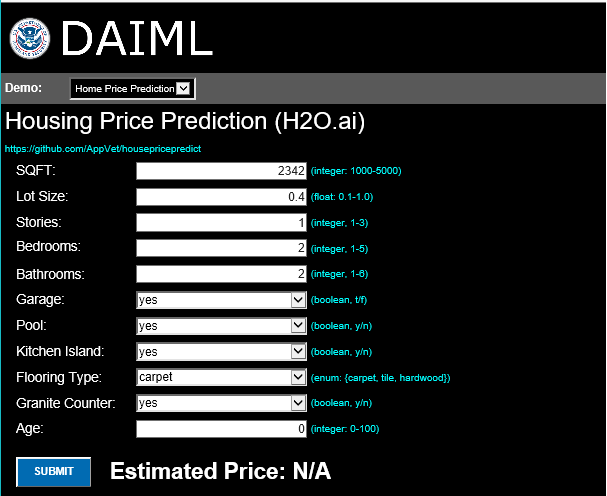 DAIML
Demo: Home Price Prediction
Housing Price Prediction (H2O.ai)
https://github.com/AppVet/housepricepredict
SQFT: 2342 (integer: 1000-5000)
Lot Size: 0.4 (float: 0.1-1.0)
Stories: 1 (integer, 1-3)
Bedrooms: 2 (integer, 1-5)
Bathrooms: 2 (integer, 1-6)
Garage: yes (boolean, t/f)
Pool: yes (boolean, y/n)
Kitchen Island: yes (boolean, y/n)
Flooring Type: carpet (enum: {carpet, tile, hardwood})
Granite Counter: yes (boolean, y/n)
Age: 0 (integer: 0-100)
SUBMIT Estimated Price: N/A